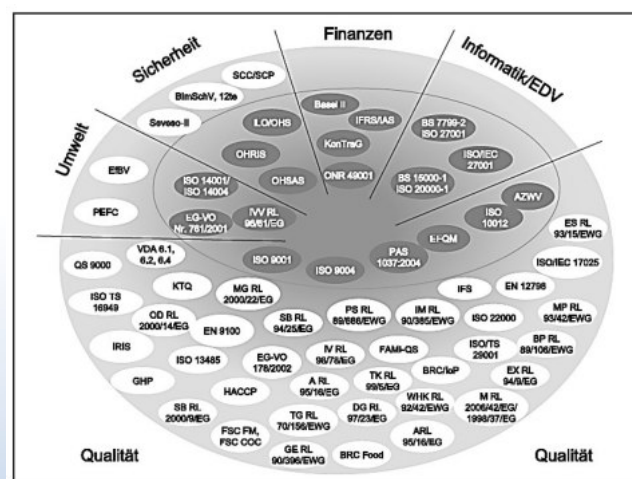 Finanzen
Sicherheit
Informatik/EDV
Umwelt
SCC/SCP
BImSchV, 12te
Seveso-II
Basel II
ILO/OHS
IFRS/IAS
BS 7799-2
ISO 27001
KonTraG
OHRIS
ISO/IEC
27001
EfBV
ISO 14001/
ISO 14004
OHSAS
ONR 49001
BS 15000-1
ISO 20000-1
AZWV
PEFC
EG-VO
Nr. 761/2001
IVV RL
96/61/EG
ISO
10012
ES RL
93/15/EWG
EFQM
QS 9000
VDA 6.1,
6.2, 6.4
ISO 9001
ISO 9004
PAS
1037:2004
ISO/IEC 17025
KTQ
MG RL
2000/22/EG
IFS
EN 12798
ISO TS
16949
OD RL
2000/14/EG
EN 9100
SB RL
94/25/EG
PS RL
89/686/EWG
IM RL
90/385/EWG
ISO 22000
MP RL
93/42/EWG
IRIS
ISO 13485
EG-VO
178/2002
IV RL
96/78/EG
FAMI-QS
ISO/TS
29001
BP RL
89/106/EWG
GHP
HACCP
A RL
95/16/EG
TK RL
99/5/EG
BRC/IoP
EX RL
94/9/EG
SB RL
2000/9/EG
TG RL
70/156/EWG
DG RL
97/23/EG
WHK RL
92/42/EWG
M RL
2006/42/EG/
1998/37/EG
FSC FM,
FSC COC
GE RL
90/396/EWG
BRC Food
ARL
95/16/EG
Qualität
Qualität